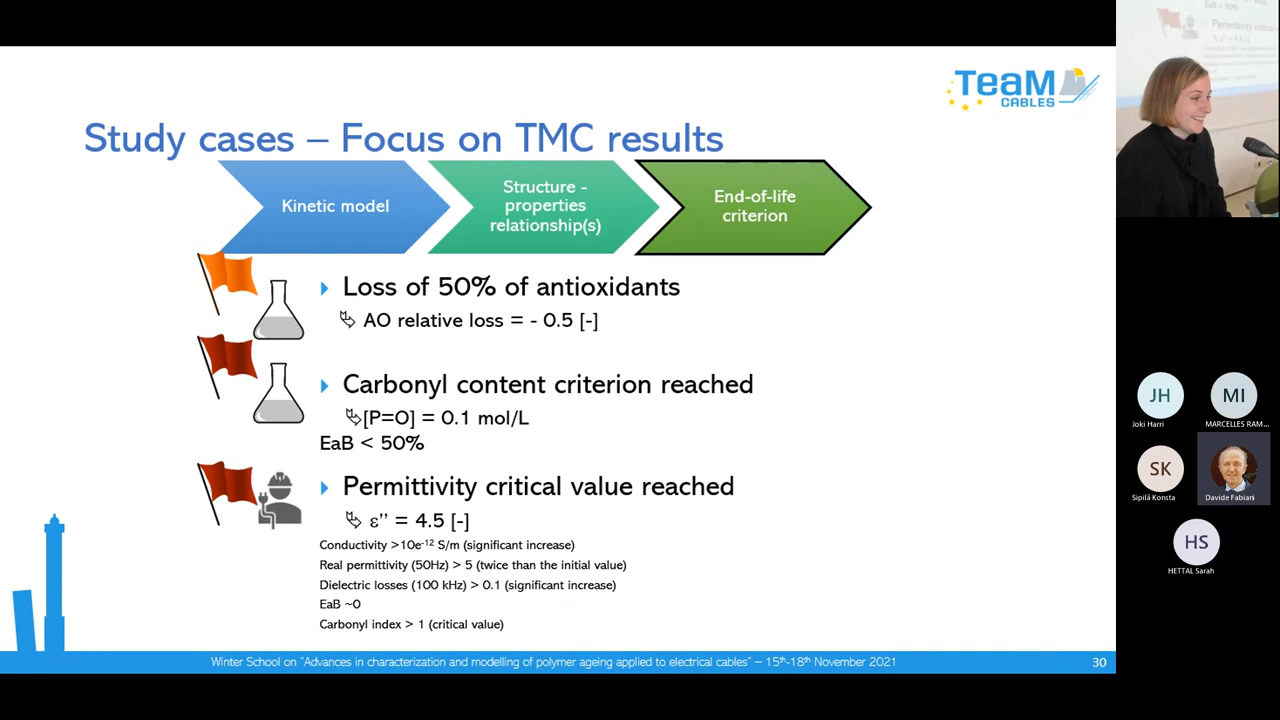 TeaM
CABLES
Study cases – Focus on TMC results
Kinetic model
Structure -
properties
relationship(s)
End-of-life
criterion
Loss of 50% of antioxidants
AO relative loss = - 0.5 [-]
Carbonyl content criterion reached
[P=O] = 0.1 mol/L
EaB < 50%
Permittivity critical value reached
ε’’ = 4.5 [-]
Conductivity >10e-12 S/m (significant increase)
Real permittivity (50Hz) > 5 (twice than the initial value)
Dielectric losses (100 kHz) > 0.1 (significant increase)
EaB ~0
Carbonyl index > 1 (critical value)
Winter School on “Advances in characterization and modelling of polymer ageing applied to electrical cables” – 15th-18th November 2021
30
JH
Joki Harri
MI
MARCELLES RAM...
SK
Sipilä Konsta
Davide Fabiani
HS
HETTAL Sarah